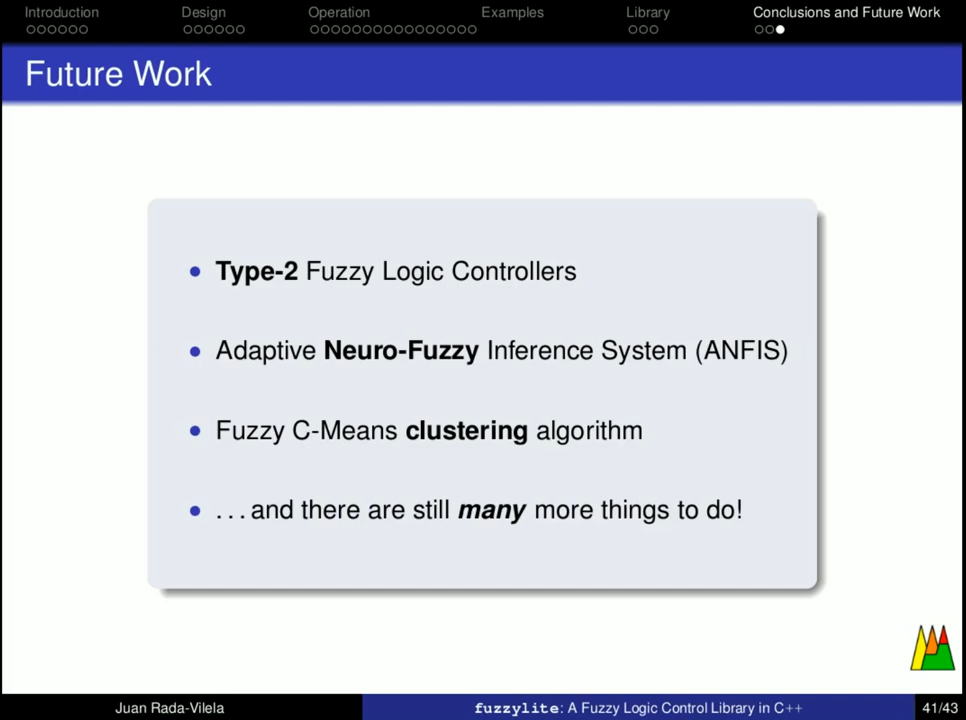 Introduction Design Operation Examples Library Conclusions and Future Work
Future Work
• Type-2 Fuzzy Logic Controllers
• Adaptive Neuro-Fuzzy Inference System (ANFIS)
• Fuzzy C-Means clustering algorithm
• ...and there are still many more things to do!
Juan Rada-Vilela fuzzylite: A Fuzzy Logic Control Library in C++ 41/43